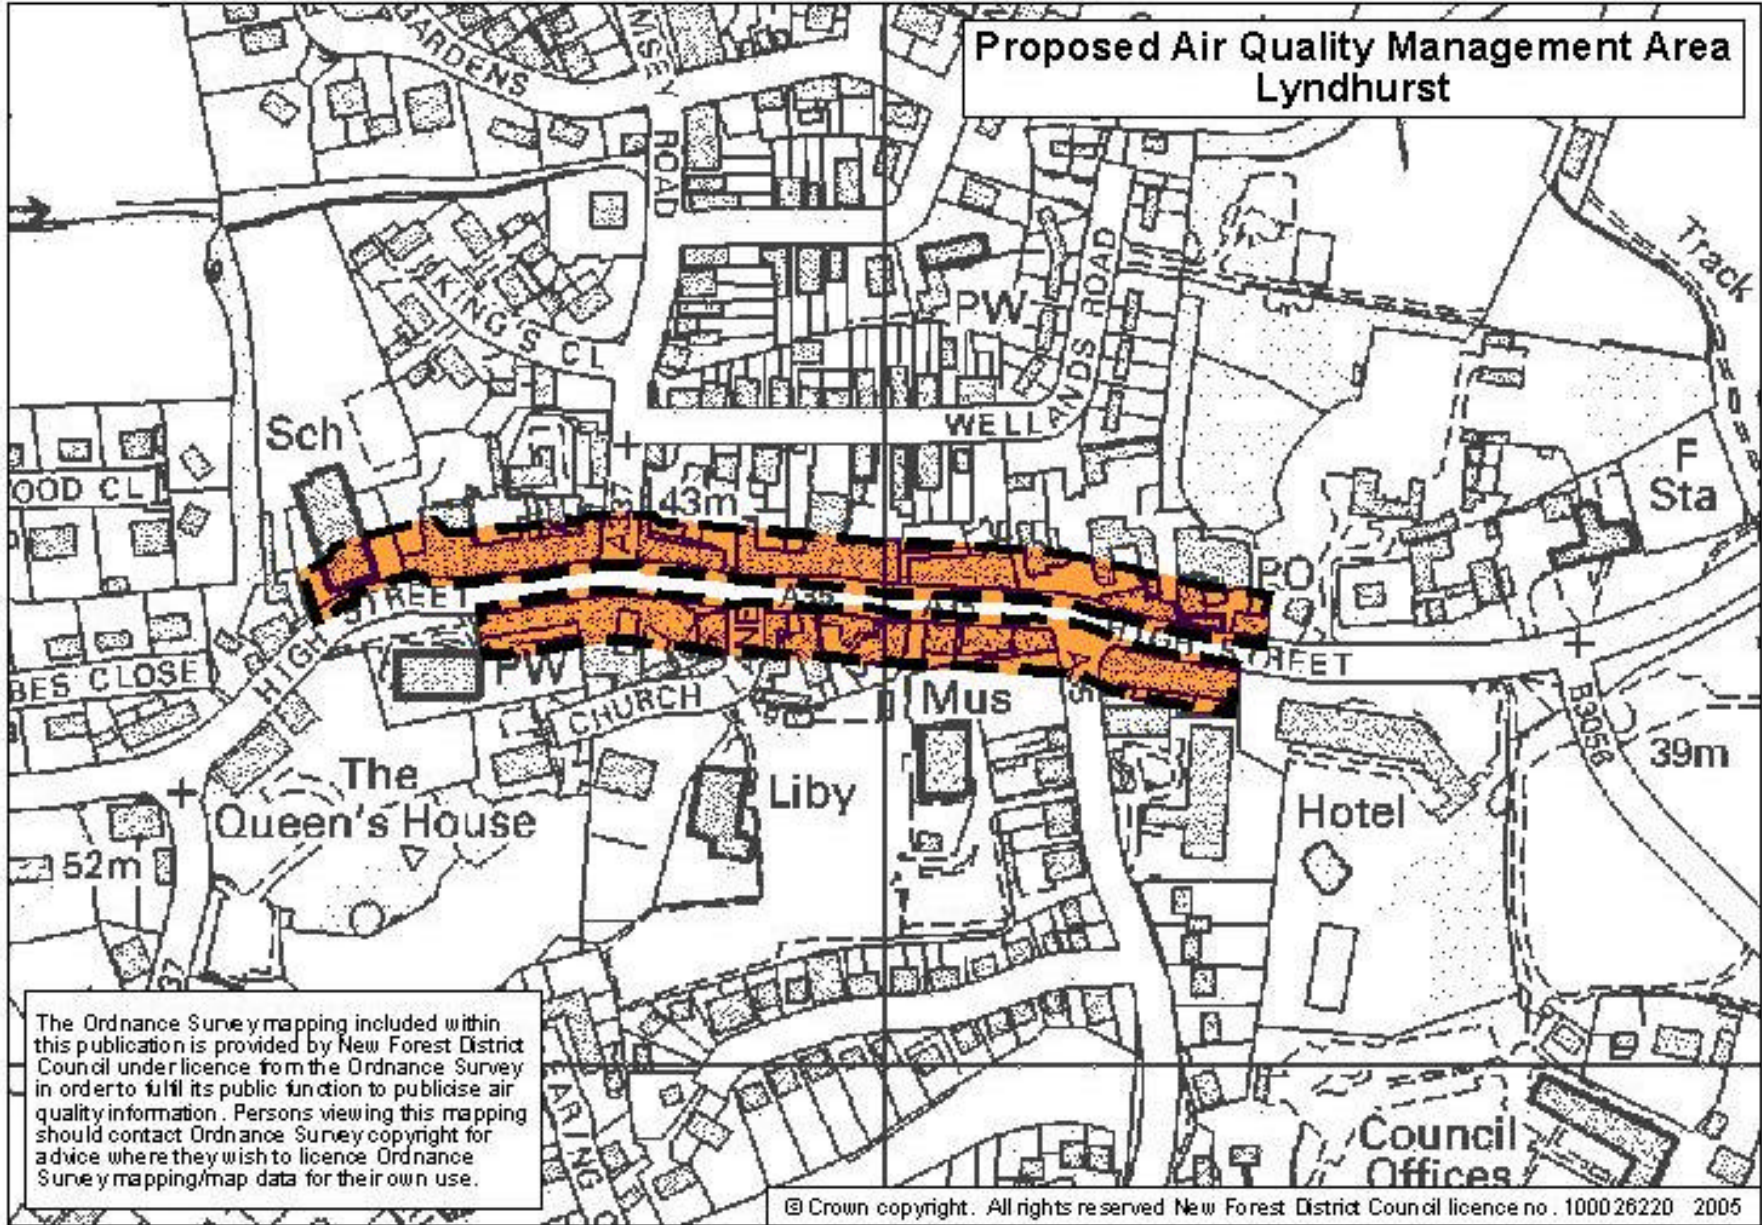 Proposed Air Quality Management Area
Lyndhurst
GARDENS
ROAD
Track
KING'S CL
PW
WELLANDS ROAD
Sch
OOD CL
43m
F
Sta
PO
HIGH STREET
A35
HIGH STREET
BES CLOSE
PW
CHURCH
Mus
B3056
39m
The
Queen's House
Liby
Hotel
52m
Council
Offices
The Ordnance Survey mapping included within
this publication is provided by New Forest District
Council under licence from the Ordnance Survey
in order to fulfil its public function to publicise air
quality information. Persons viewing this mapping
should contact Ordnance Survey copyright for
advice where they wish to licence Ordnance
Survey mapping/map data for their own use.
© Crown copyright. All rights reserved New Forest District Council licence no. 100026220 2005